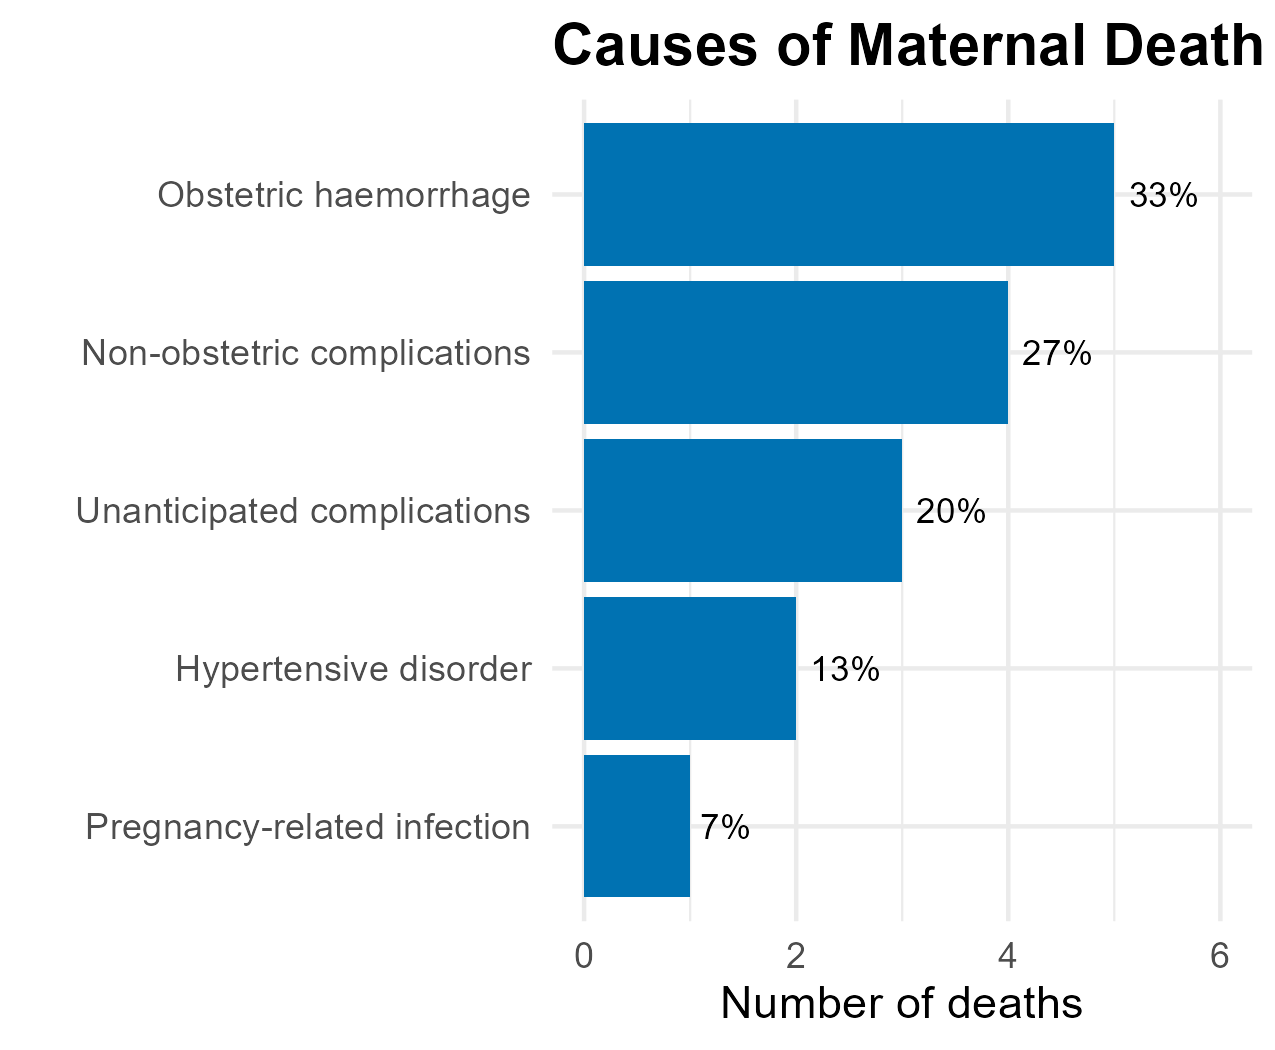 Causes of Maternal Death
Obstetric haemorrhage 33%
Non-obstetric complications 27%
Unanticipated complications 20%
Hypertensive disorder 13%
Pregnancy-related infection 7%
0 2 4 6
Number of deaths